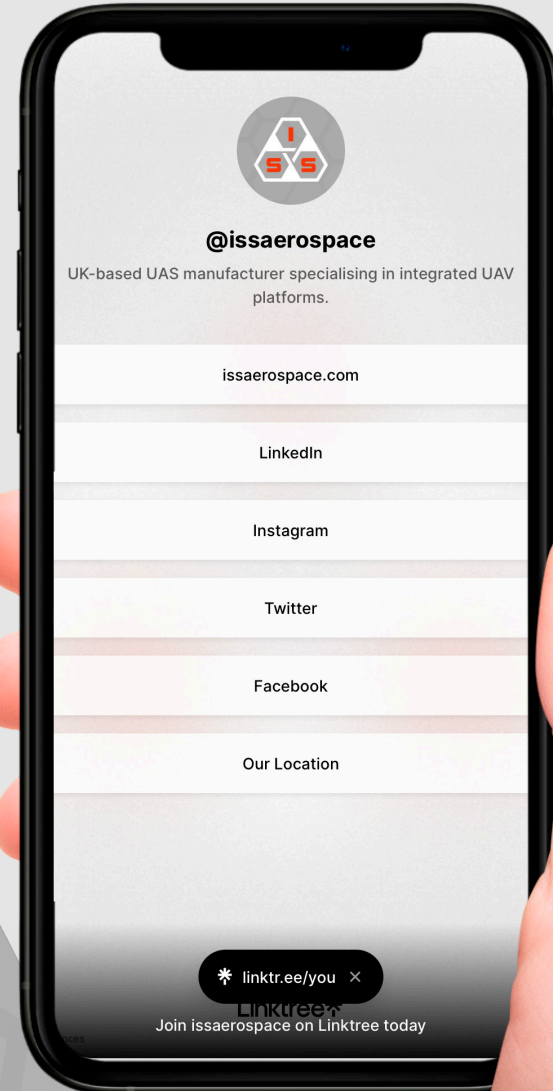 I
S S
@issaerospace
UK-based UAS manufacturer specialising in integrated UAV
platforms.
issaerospace.com
LinkedIn
Instagram
Twitter
Facebook
Our Location
linktr.ee/you ×
Linktree
Join issaerospace on Linktree today